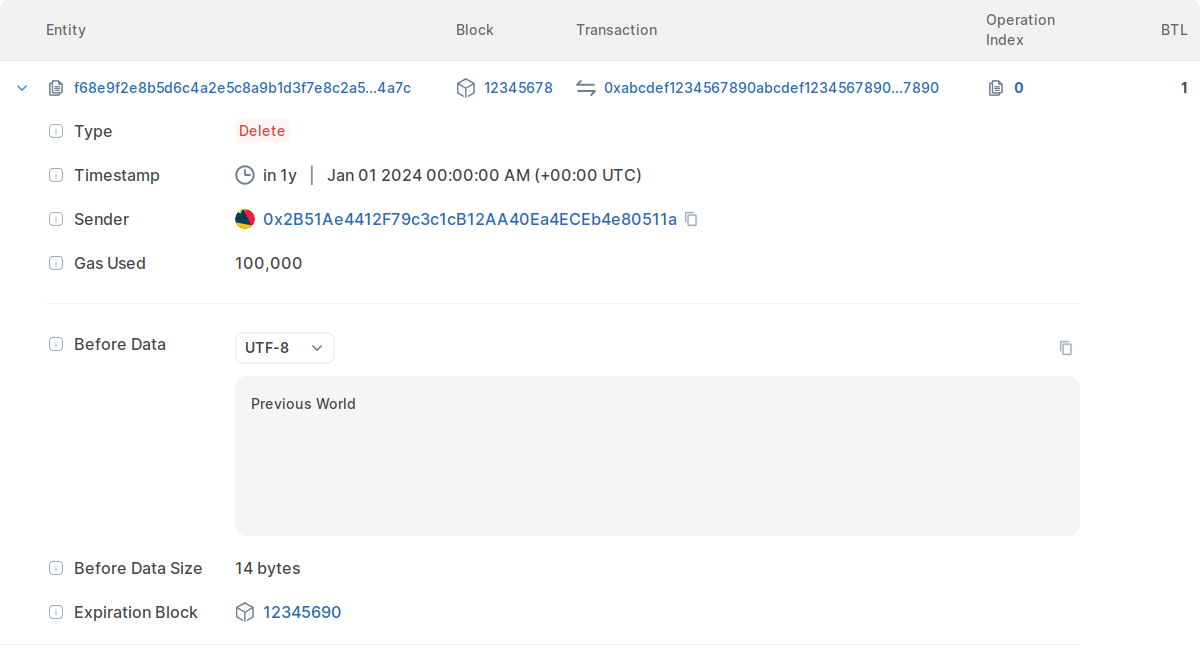 Entity Block Transaction Operation Index BTL
f68e9f2e8b5d6c4a2e5c8a9b1d3f7e8c2a5...4a7c 12345678 0xabcdef1234567890abcdef1234567890...7890 0 1
Type Delete
Timestamp in 1y | Jan 01 2024 00:00:00 AM (+00:00 UTC)
Sender 0x2B51Ae4412F79c3c1cB12AA40Ea4ECEb4e80511a
Gas Used 100,000
Before Data UTF-8
Previous World
Before Data Size 14 bytes
Expiration Block 12345690